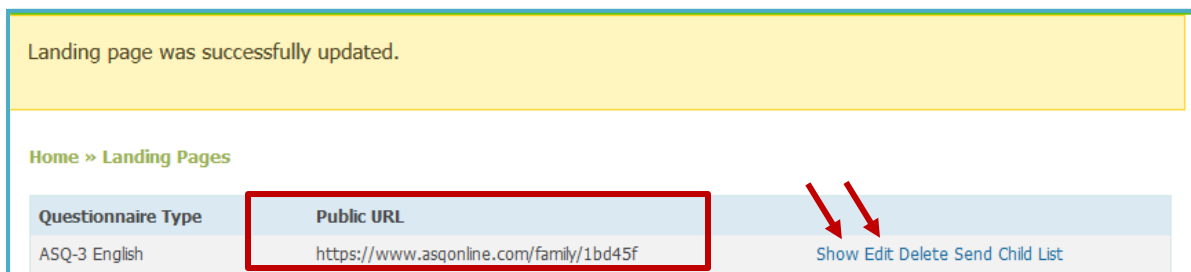 Landing page was successfully updated.
Home » Landing Pages
Questionnaire Type Public URL
ASQ-3 English https://www.asqonline.com/family/1bd45f Show Edit Delete Send Child List